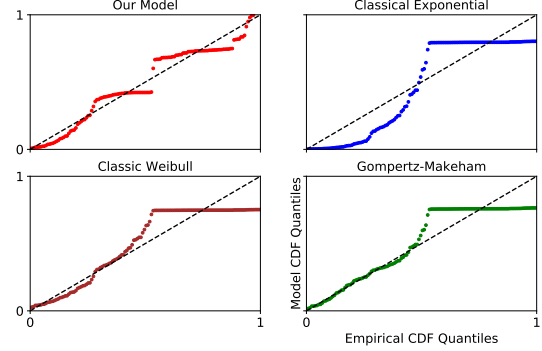 Our Model
Classical Exponential
1
0
Classic Weibull
Gompertz-Makeham
1
0
0
1
Model CDF Quantiles
0
1
Empirical CDF Quantiles